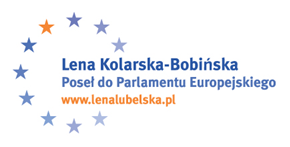 Lena Kolarska-Bobińska
Poseł do Parlamentu Europejskiego
www.lenalubelska.pl